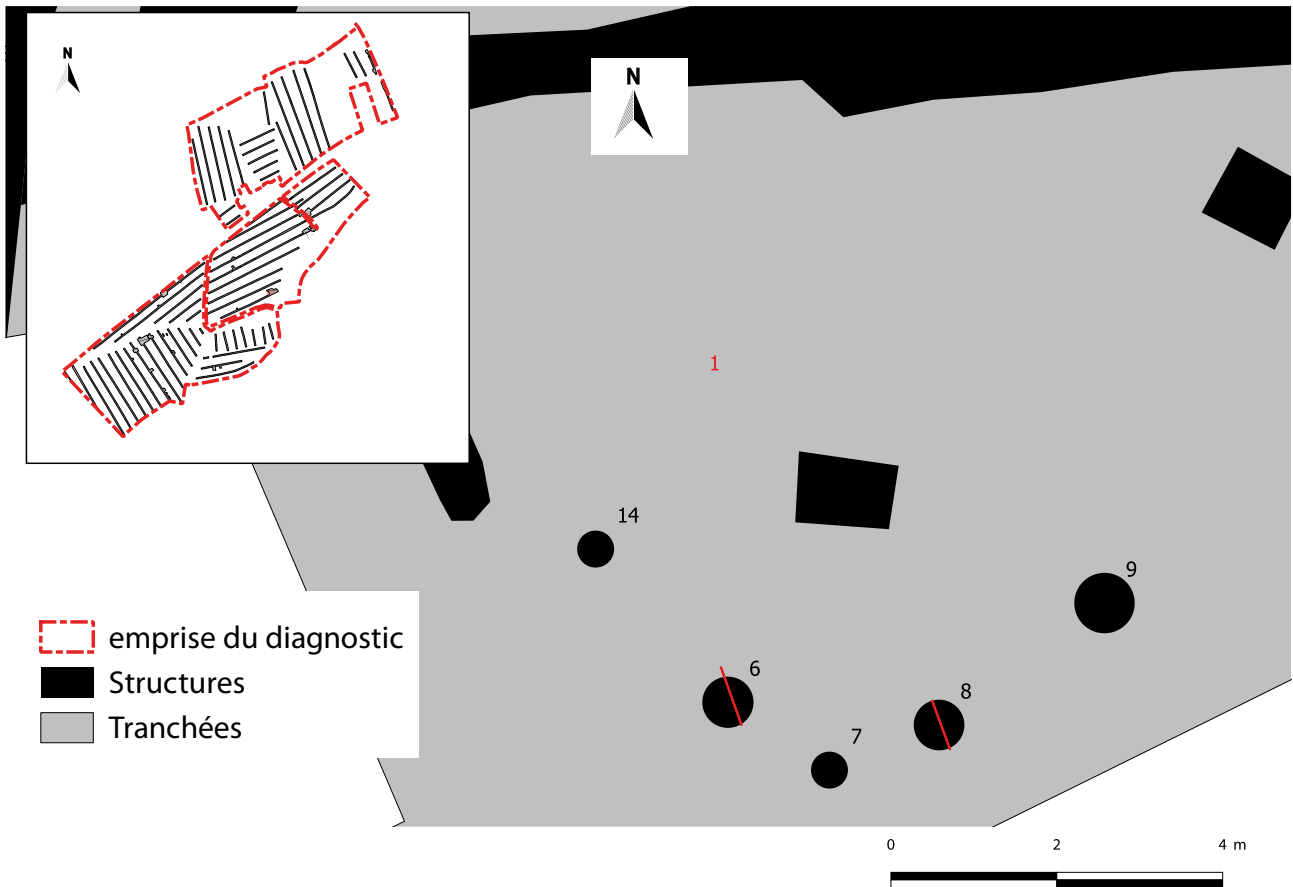 N
N
1
14
9
6
8
7
emprise du diagnostic
Structures
Tranchées
0 2 4 m